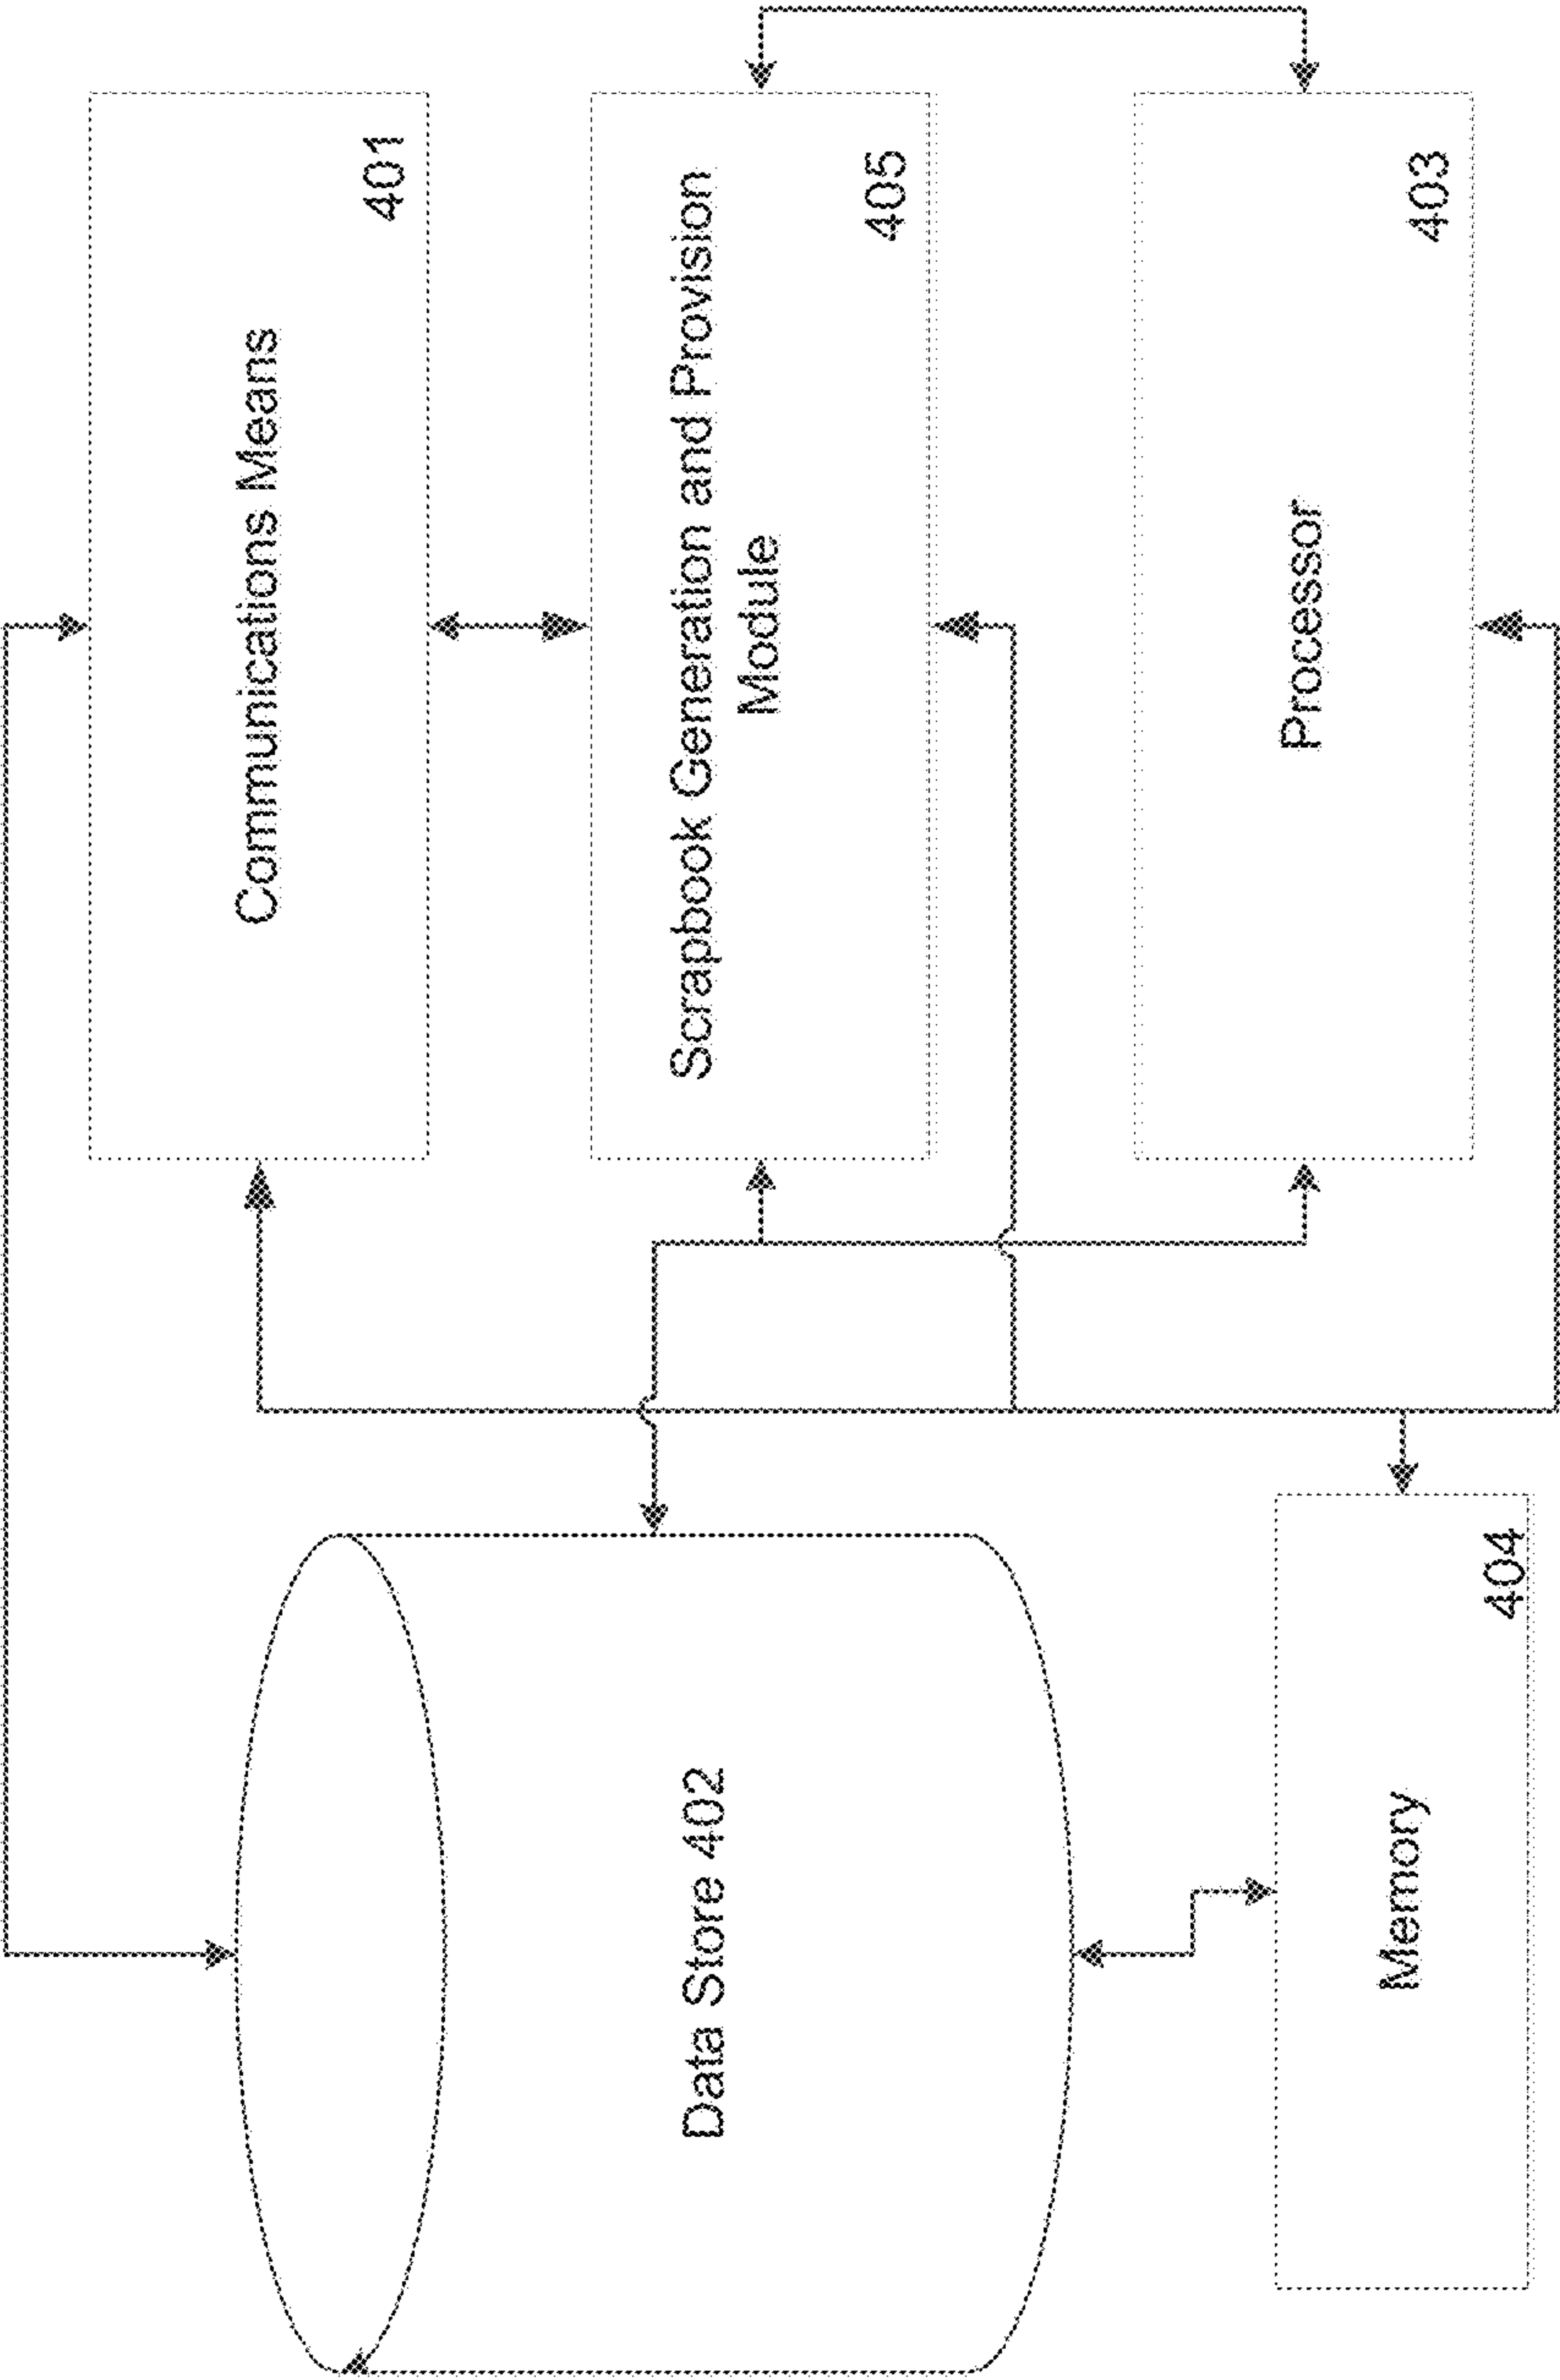 Communications Means
401
Scrapbook Generation and Provision
Module
405
Processor
403
Data Store 402
Memory
404